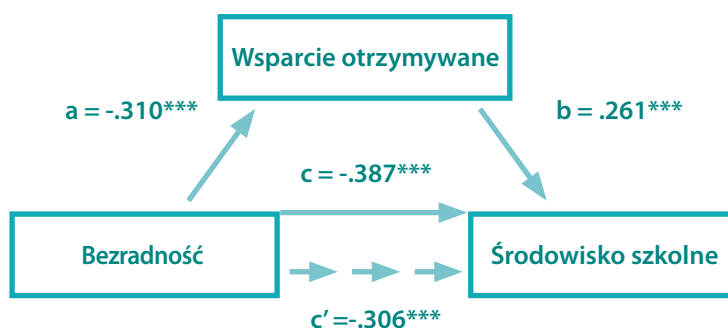 Wsparcie otrzymywane
a = -.310***
b = .261***
c = -.387***
Bezradność
Środowisko szkolne
c’ =-.306***